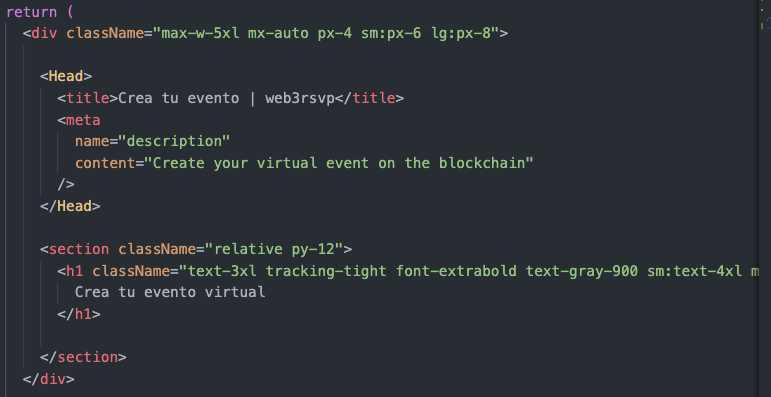 return (
<div className="max-w-5xl mx-auto px-4 sm:px-6 lg:px-8">
<Head>
<title>Crea tu evento | web3rsvp</title>
<meta
name="description"
content="Create your virtual event on the blockchain"
/>
</Head>
<section className="relative py-12">
<h1 className="text-3xl tracking-tight font-extrabold text-gray-900 sm:text-4xl m
Crea tu evento virtual
</h1>
</section>
</div>